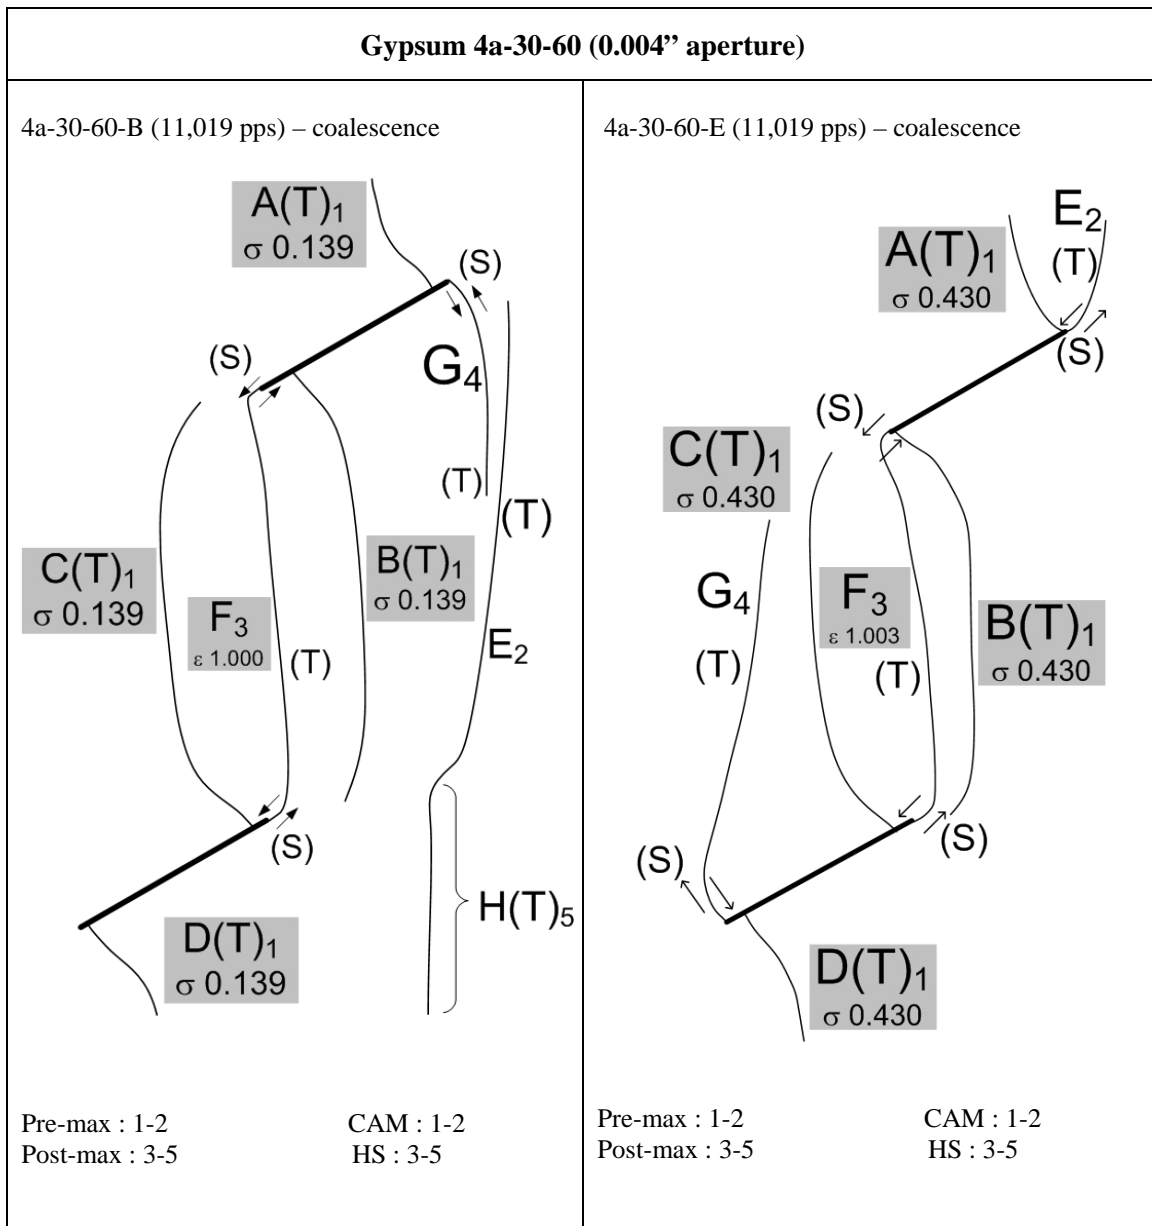 Gypsum 4a-30-60 (0.004” aperture)
4a-30-60-B (11,019 pps) – coalescence
A(T)₁
σ 0.139
(S)
(S)
G₄
(T)
(T)
C(T)₁
σ 0.139
F₃
ε 1.000
(T)
B(T)₁
σ 0.139
E₂
(S)
H(T)₅
D(T)₁
σ 0.139
Pre-max : 1-2
CAM : 1-2
Post-max : 3-5
HS : 3-5
4a-30-60-E (11,019 pps) – coalescence
E₂
A(T)₁
σ 0.430
(T)
(S)
(S)
C(T)₁
σ 0.430
G₄
(T)
F₃
ε 1.003
(T)
B(T)₁
σ 0.430
(S)
(S)
D(T)₁
σ 0.430
Pre-max : 1-2
CAM : 1-2
Post-max : 3-5
HS : 3-5